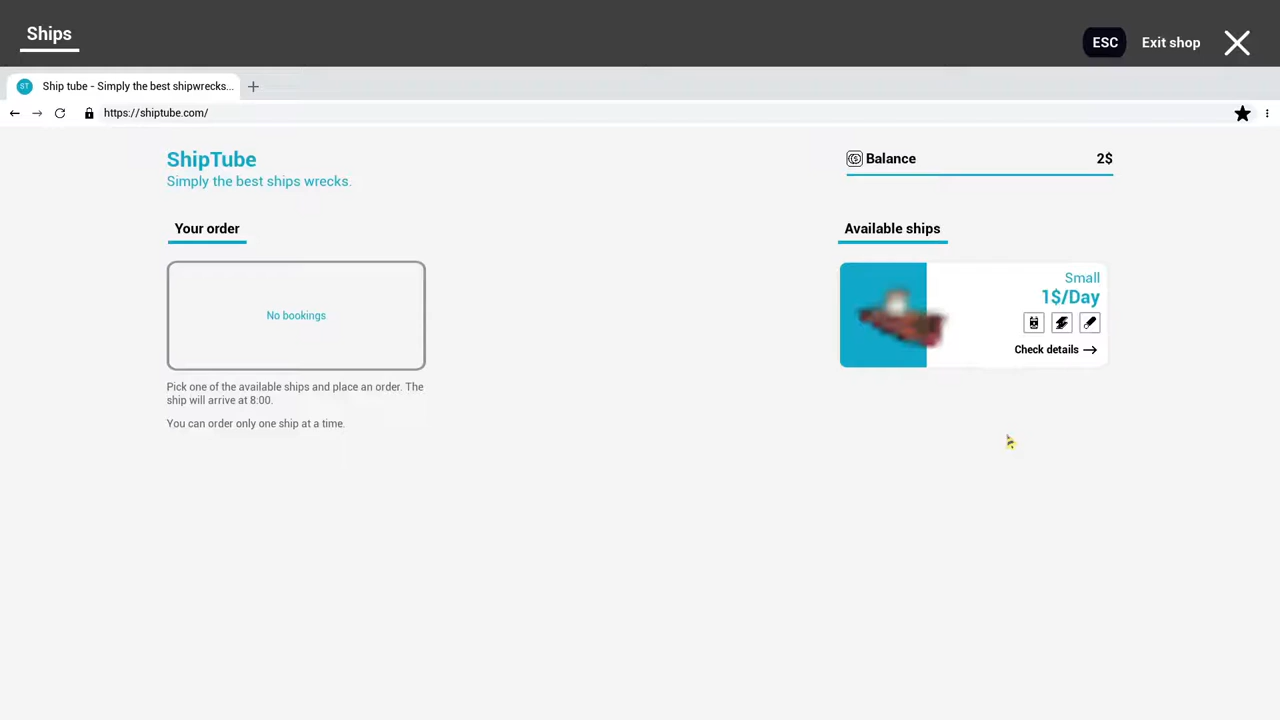 Ships
ESC
Exit shop
ST
Ship tube - Simply the best shipwrecks...
https://shiptube.com/
ShipTube
Simply the best ships wrecks.
Balance
2$
Your order
Available ships
No bookings
Small
1$/Day
Check details
Pick one of the available ships and place an order. The
ship will arrive at 8:00.
You can order only one ship at a time.